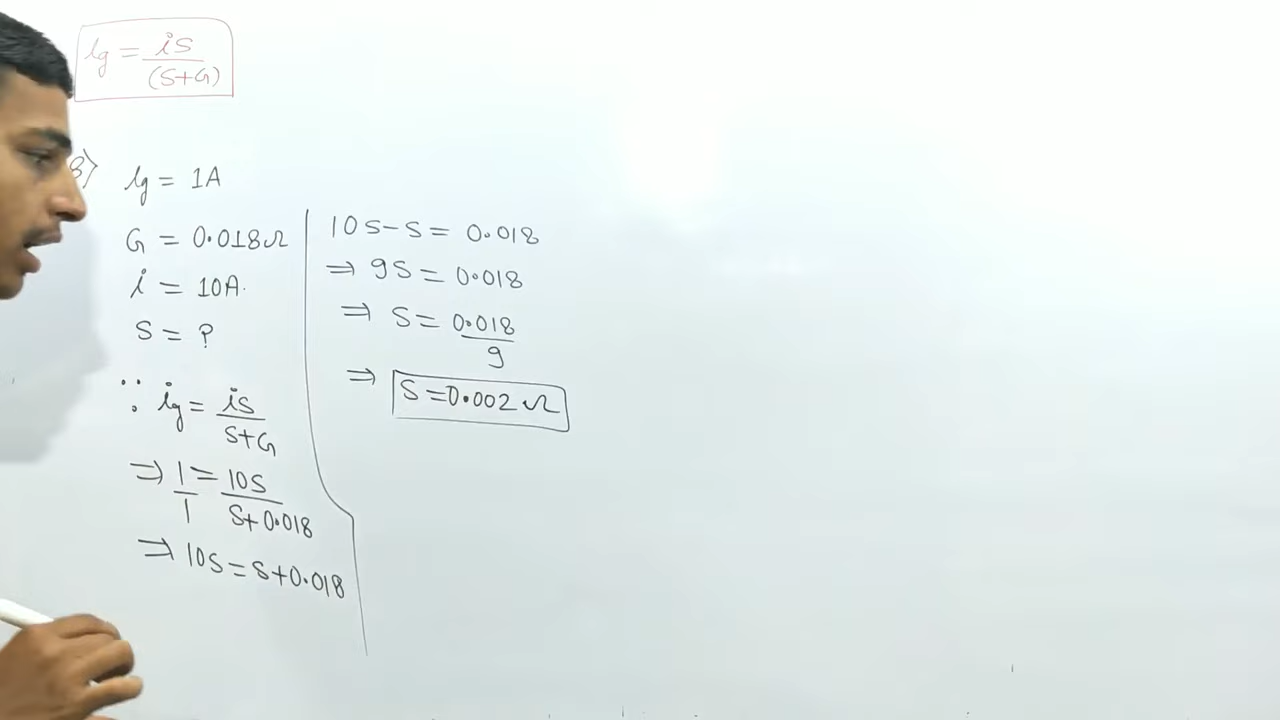 ig = iS / (S+G)
8) ig = 1A
G = 0.018Ω
i = 10A.
S = ?
∵ ig = iS / S+G
⇒ 1/1 = 10S / S+0.018
⇒ 10S = S+0.018
10S-S = 0.018
⇒ 9S = 0.018
⇒ S = 0.018 / 9
⇒ S = 0.002 Ω